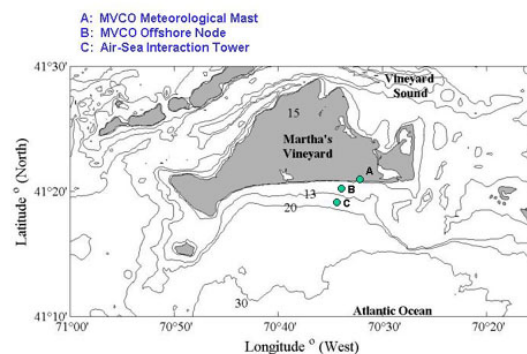 A: MVCO Meteorological Mast
B: MVCO Offshore Node
C: Air-Sea Interaction Tower
41°30'
Vineyard
Sound
15
Martha's
Vineyard
A
41°20'
13
B
20
C
30
Atlantic Ocean
41°10'
71°00'
70°50'
70°40'
70°30'
70°20'
Latitude ° (North)
Longitude ° (West)